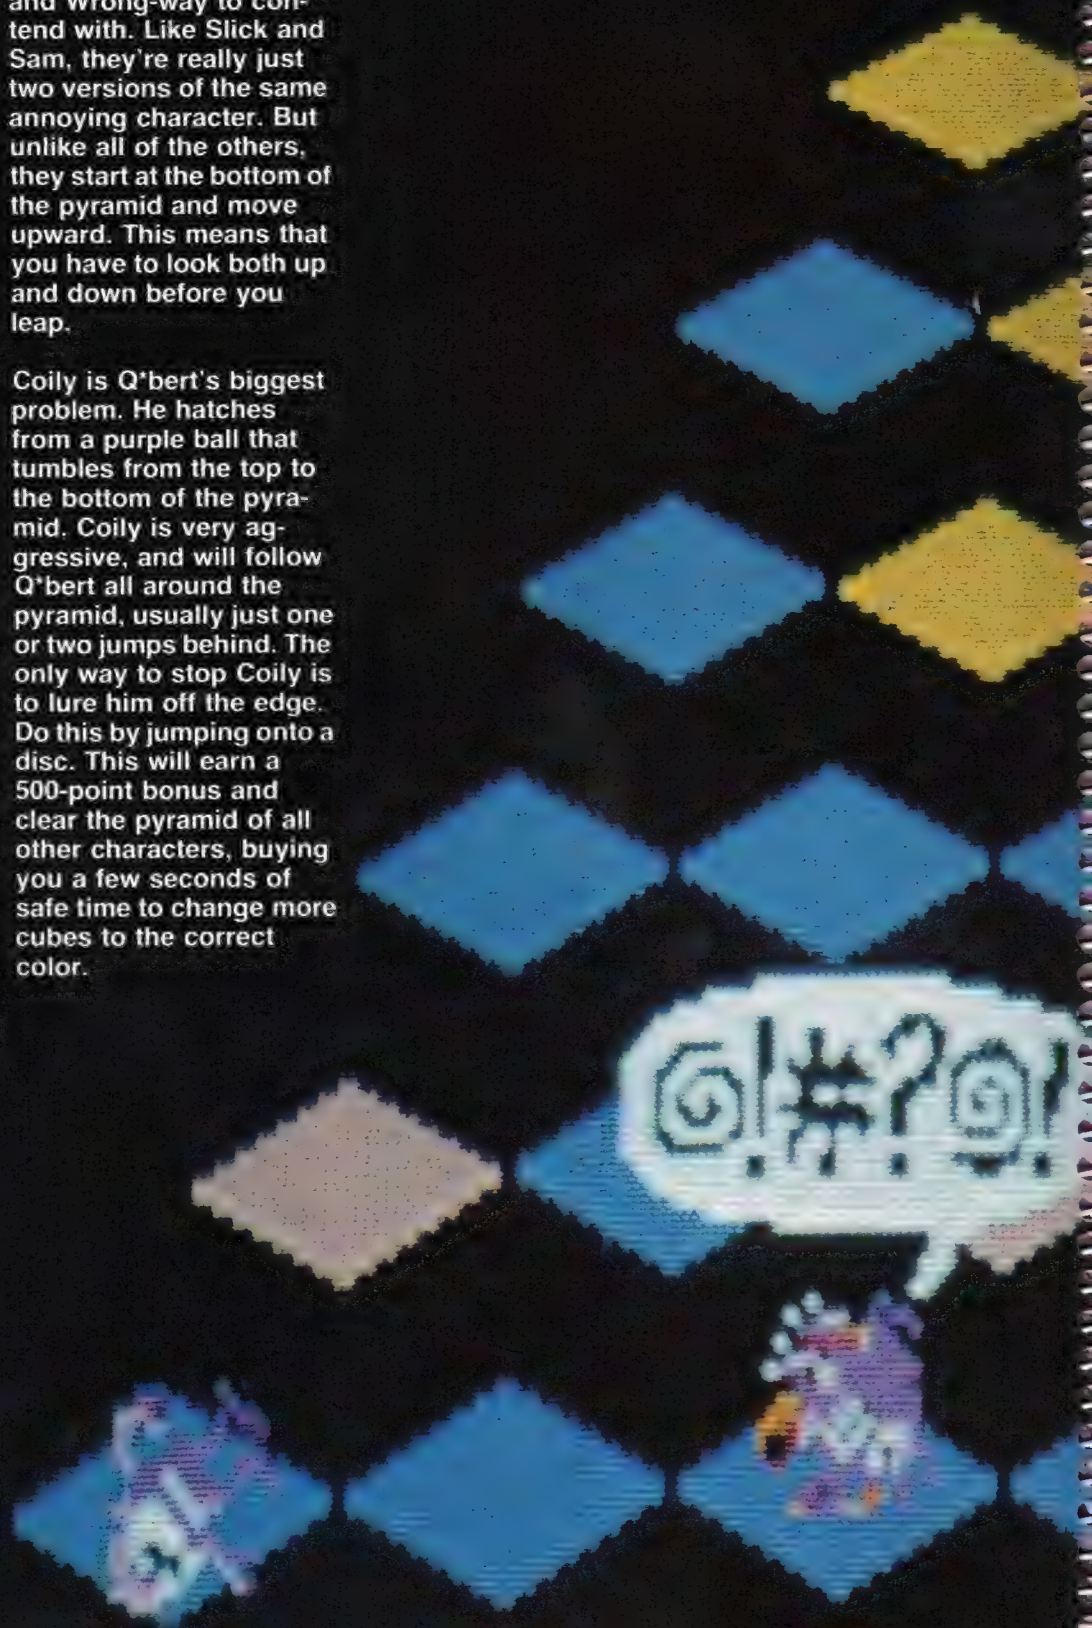 and Wrong-way to con-
tend with. Like Slick and
Sam, they're really just
two versions of the same
annoying character. But
unlike all of the others,
they start at the bottom of
the pyramid and move
upward. This means that
you have to look both up
and down before you
leap.
Coily is Q*bert's biggest
problem. He hatches
from a purple ball that
tumbles from the top to
the bottom of the pyra-
mid. Coily is very ag-
gressive, and will follow
Q*bert all around the
pyramid, usually just one
or two jumps behind. The
only way to stop Coily is
to lure him off the edge.
Do this by jumping onto a
disc. This will earn a
500-point bonus and
clear the pyramid of all
other characters, buying
you a few seconds of
safe time to change more
cubes to the correct
color.
@!#?@!